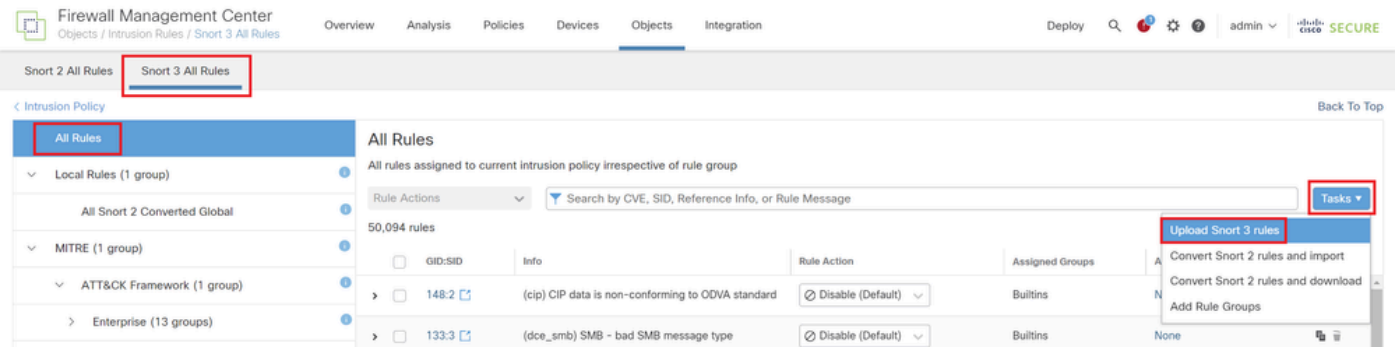 Firewall Management Center
Objects / Intrusion Rules / Snort 3 All Rules
Overview Analysis Policies Devices Objects Integration
Deploy admin cisco SECURE
Snort 2 All Rules Snort 3 All Rules
< Intrusion Policy Back To Top
All Rules
Local Rules (1 group)
All Snort 2 Converted Global
MITRE (1 group)
ATT&CK Framework (1 group)
Enterprise (13 groups)
All Rules
All rules assigned to current intrusion policy irrespective of rule group
Rule Actions Search by CVE, SID, Reference Info, or Rule Message Tasks
Upload Snort 3 rules
Convert Snort 2 rules and import
Convert Snort 2 rules and download
Add Rule Groups
50,094 rules
GID:SID Info Rule Action Assigned Groups A
148:2 (cip) CIP data is non-conforming to ODVA standard Disable (Default) Builtins N
133:3 (dce_smb) SMB - bad SMB message type Disable (Default) Builtins None